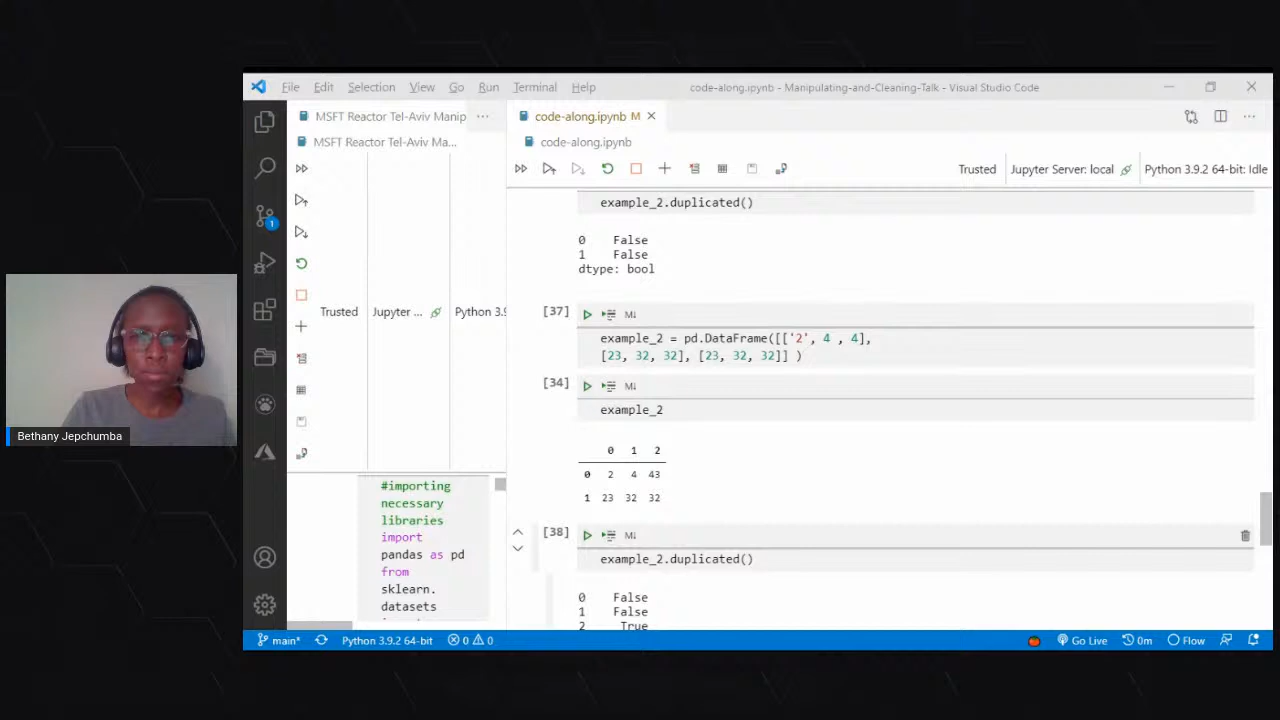 File Edit Selection View Go Run Terminal Help code-along.ipynb - Manipulating-and-Cleaning-Talk - Visual Studio Code
MSFT Reactor Tel-Aviv Manip ... code-along.ipynb M
MSFT Reactor Tel-Aviv Ma... code-along.ipynb
Trusted Jupyter Server: local Python 3.9.2 64-bit: Idle
example_2.duplicated()
0 False
1 False
dtype: bool
Trusted Jupyter ... Python 3.9
[37] M↓
example_2 = pd.DataFrame([['2', 4 , 4],
[23, 32, 32], [23, 32, 32]] )
[34] M↓
example_2
0 1 2
0 2 4 43
1 23 32 32
[38] M↓
example_2.duplicated()
0 False
1 False
2 True
#importing
necessary
libraries
import
pandas as pd
from
sklearn.
datasets
1
Bethany Jepchumba
main* Python 3.9.2 64-bit 0 0 Go Live 0m Flow